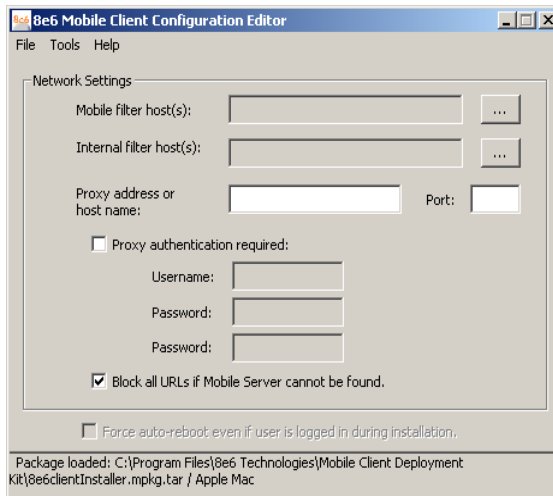 8e6 8e6 Mobile Client Configuration Editor
File Tools Help
Network Settings
Mobile filter host(s): ...
Internal filter host(s): ...
Proxy address or
host name:
Port:
Proxy authentication required:
Username:
Password:
Password:
Block all URLs if Mobile Server cannot be found.
Force auto-reboot even if user is logged in during installation.
Package loaded: C:\Program Files\8e6 Technologies\Mobile Client Deployment
Kit\8e6clientInstaller.mpkg.tar / Apple Mac